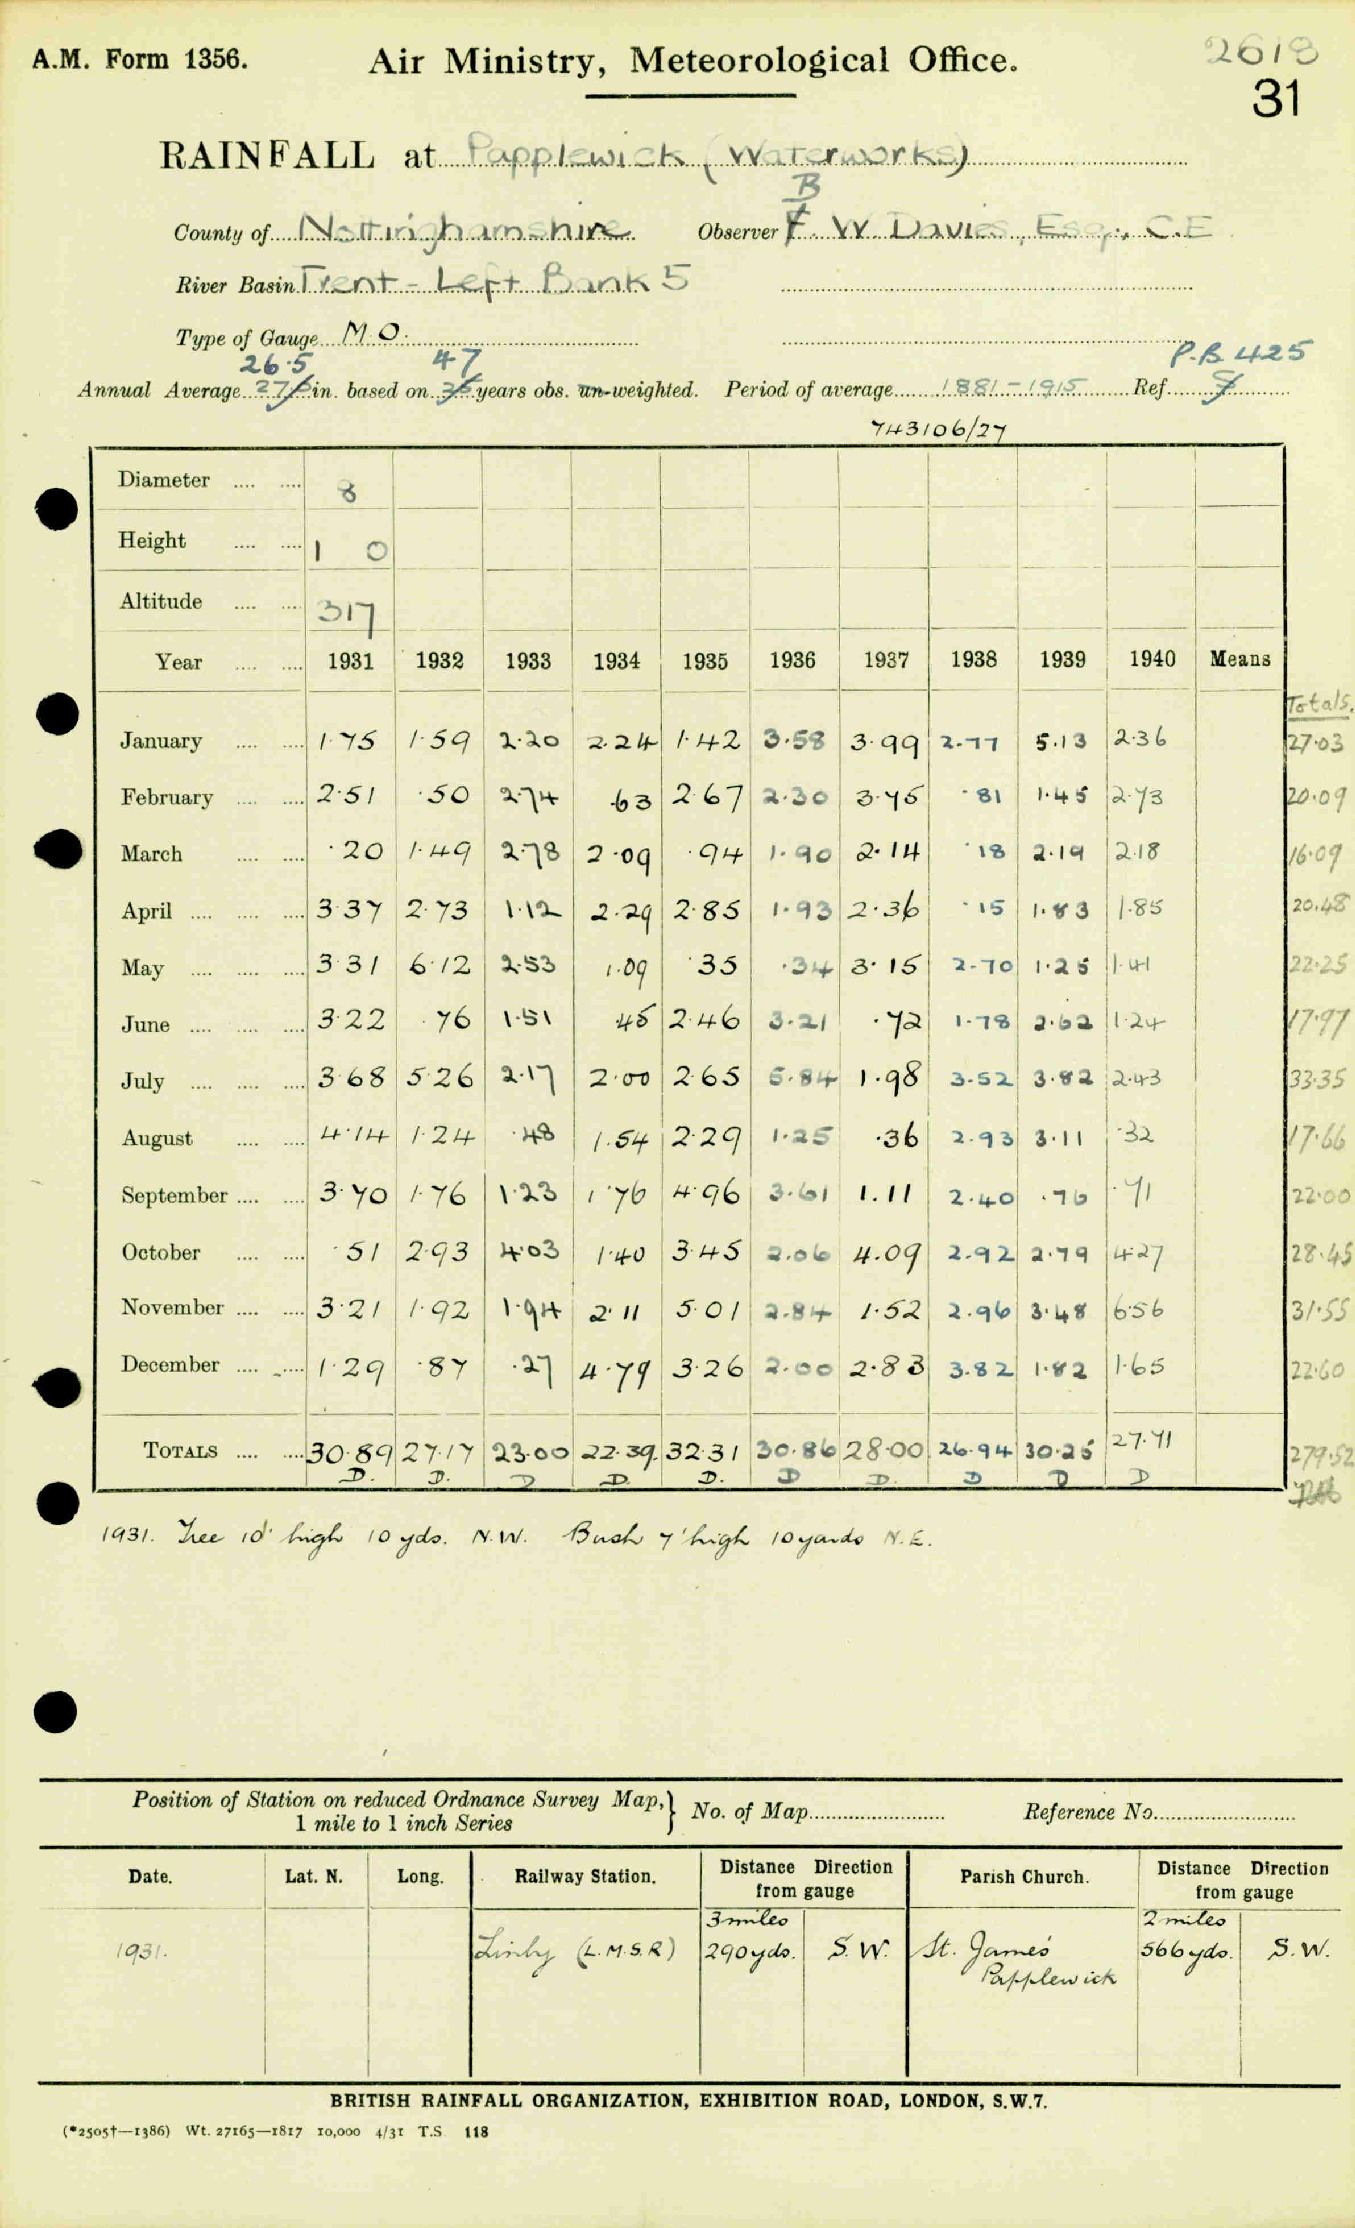 A.M. Form 1356.
Air Ministry, Meteorological Office.
2618
31
RAINFALL at Papplewick (Waterworks)
B
County of Nottinghamshire Observer F. W Davies, Esq., C.E.
River Basin Trent - Left Bank 5
Type of Gauge M.O.
26.5 47 P.B 425
Annual Average 27.5 in. based on 35 years obs. un-weighted. Period of average 1881-1915 Ref.
743106/27
Diameter 8
Height 1 0
Altitude 317
Year 1931 1932 1933 1934 1935 1936 1937 1938 1939 1940 Means
Totals.
January 1.75 1.59 2.20 2.24 1.42 3.58 3.99 2.77 5.13 2.36 27.03
February 2.51 .50 2.74 .63 2.67 2.30 3.75 .81 1.45 2.73 20.09
March .20 1.49 2.78 2.09 .94 1.90 2.14 .18 2.19 2.18 16.09
April 3.37 2.73 1.12 2.29 2.85 1.93 2.36 .15 1.83 1.85 20.48
May 3.31 6.12 2.53 1.09 .35 .34 3.15 2.70 1.25 1.41 22.25
June 3.22 .76 1.51 .45 2.46 3.21 .72 1.78 2.62 1.24 17.97
July 3.68 5.26 2.17 2.00 2.65 5.84 1.98 3.52 3.82 2.43 33.35
August 4.14 1.24 .48 1.54 2.29 1.25 .36 2.93 3.11 .32 17.66
September 3.70 1.76 1.23 1.76 4.96 3.61 1.11 2.40 .76 .71 22.00
October .51 2.93 4.03 1.40 3.45 2.06 4.09 2.92 2.79 4.27 28.45
November 3.21 1.92 1.94 2.11 5.01 2.84 1.52 2.96 3.48 6.56 31.55
December 1.29 .87 .27 4.79 3.26 2.00 2.83 3.82 1.82 1.65 22.60
TOTALS 30.89 27.17 23.00 22.39 32.31 30.86 28.00 26.94 30.25 27.71 279.52
D. D. D D. D. D D. D D D
1931. Tree 10' high 10 yds. N.W. Bush 7' high 10 yards N.E.
Position of Station on reduced Ordnance Survey Map, 1 mile to 1 inch Series } No. of Map Reference No.
Date. Lat. N. Long. Railway Station. Distance Direction from gauge Parish Church. Distance Direction from gauge
3 miles 2 miles
1931. Linby (L.M.S.R) 290 yds. S.W. St. James' 566 yds. S.W.
Papplewick
BRITISH RAINFALL ORGANIZATION, EXHIBITION ROAD, LONDON, S.W.7.
(*2505†—1386) Wt. 27165—1817 10,000 4/31 T.S. 118